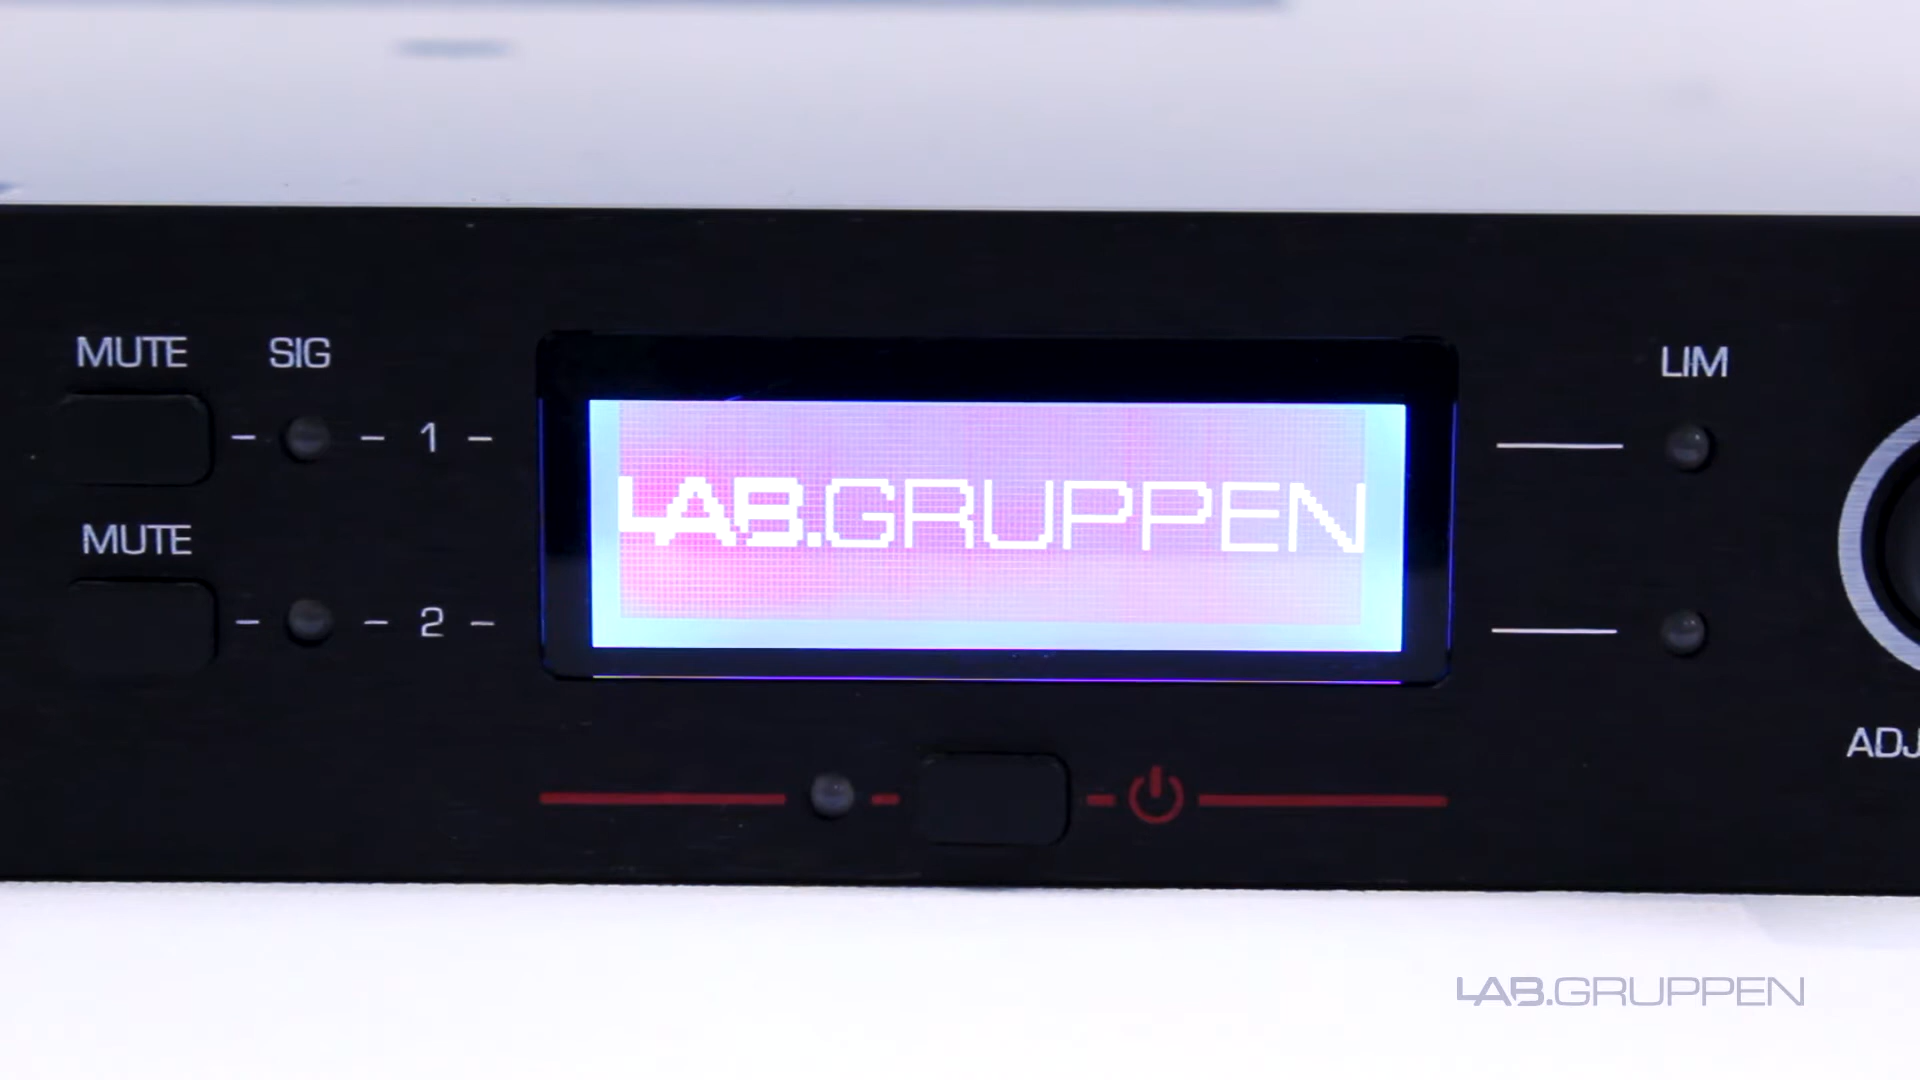 MUTE SIG
LIM
1
LAB.GRUPPEN
MUTE
2
ADJ
LAB.GRUPPEN